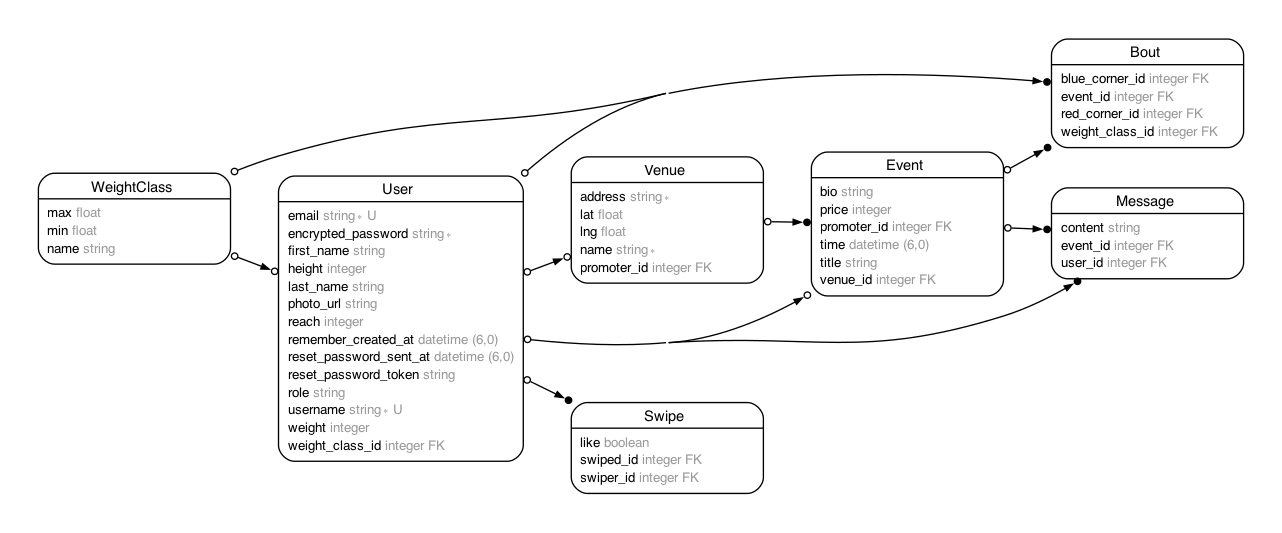 WeightClass
max float
min float
name string
User
email string∗ U
encrypted_password string∗
first_name string
height integer
last_name string
photo_url string
reach integer
remember_created_at datetime (6,0)
reset_password_sent_at datetime (6,0)
reset_password_token string
role string
username string∗ U
weight integer
weight_class_id integer FK
Venue
address string∗
lat float
lng float
name string∗
promoter_id integer FK
Swipe
like boolean
swiped_id integer FK
swiper_id integer FK
Event
bio string
price integer
promoter_id integer FK
time datetime (6,0)
title string
venue_id integer FK
Bout
blue_corner_id integer FK
event_id integer FK
red_corner_id integer FK
weight_class_id integer FK
Message
content string
event_id integer FK
user_id integer FK